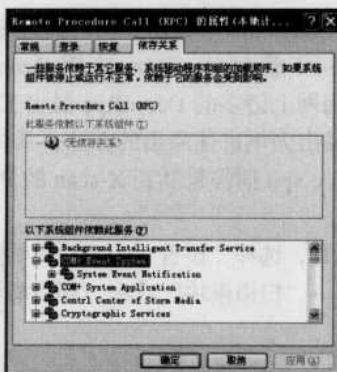 Remote Procedure Call (RPC) 的属性(本地计...
常规 登录 恢复 依存关系
一些服务依赖于其它服务、系统驱动程序和组的加载顺序。如果系统
组件被停止或运行不正常，依赖于它的服务会受到影响。
Remote Procedure Call (RPC)
此服务依赖以下系统组件(T)
<无依存关系>
以下系统组件依赖此服务(P)
Background Intelligent Transfer Service
COM+ Event System
System Event Notification
COM+ System Application
Contrl Center of Storm Media
Cryptographic Services
确定 取消 应用(A)